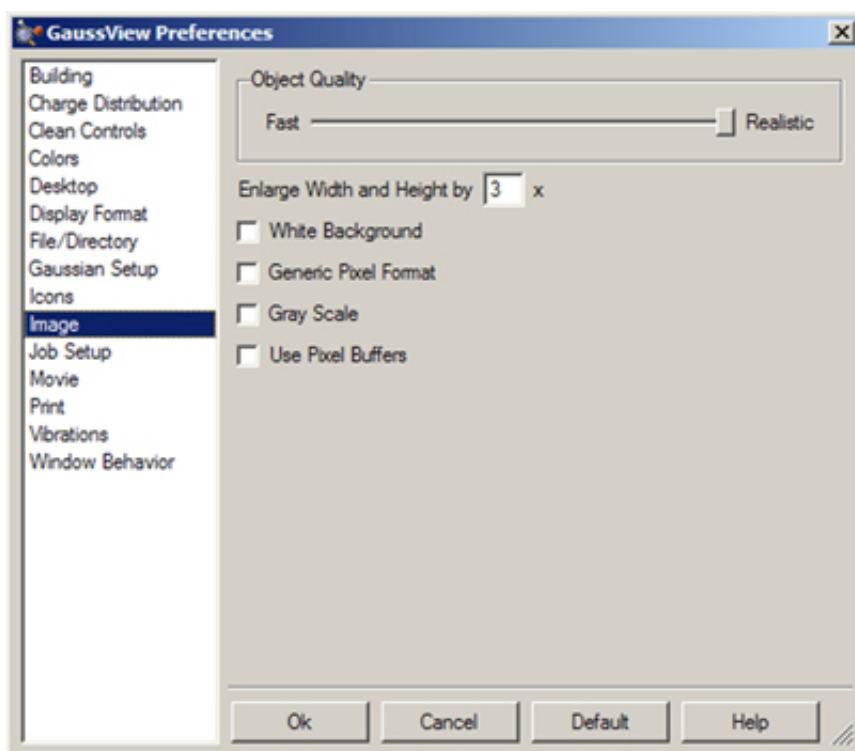 GaussView Preferences
Building
Charge Distribution
Clean Controls
Colors
Desktop
Display Format
File/Directory
Gaussian Setup
Icons
Image
Job Setup
Movie
Print
Vibrations
Window Behavior
Object Quality
Fast Realistic
Enlarge Width and Height by 3 x
White Background
Generic Pixel Format
Gray Scale
Use Pixel Buffers
Ok Cancel Default Help